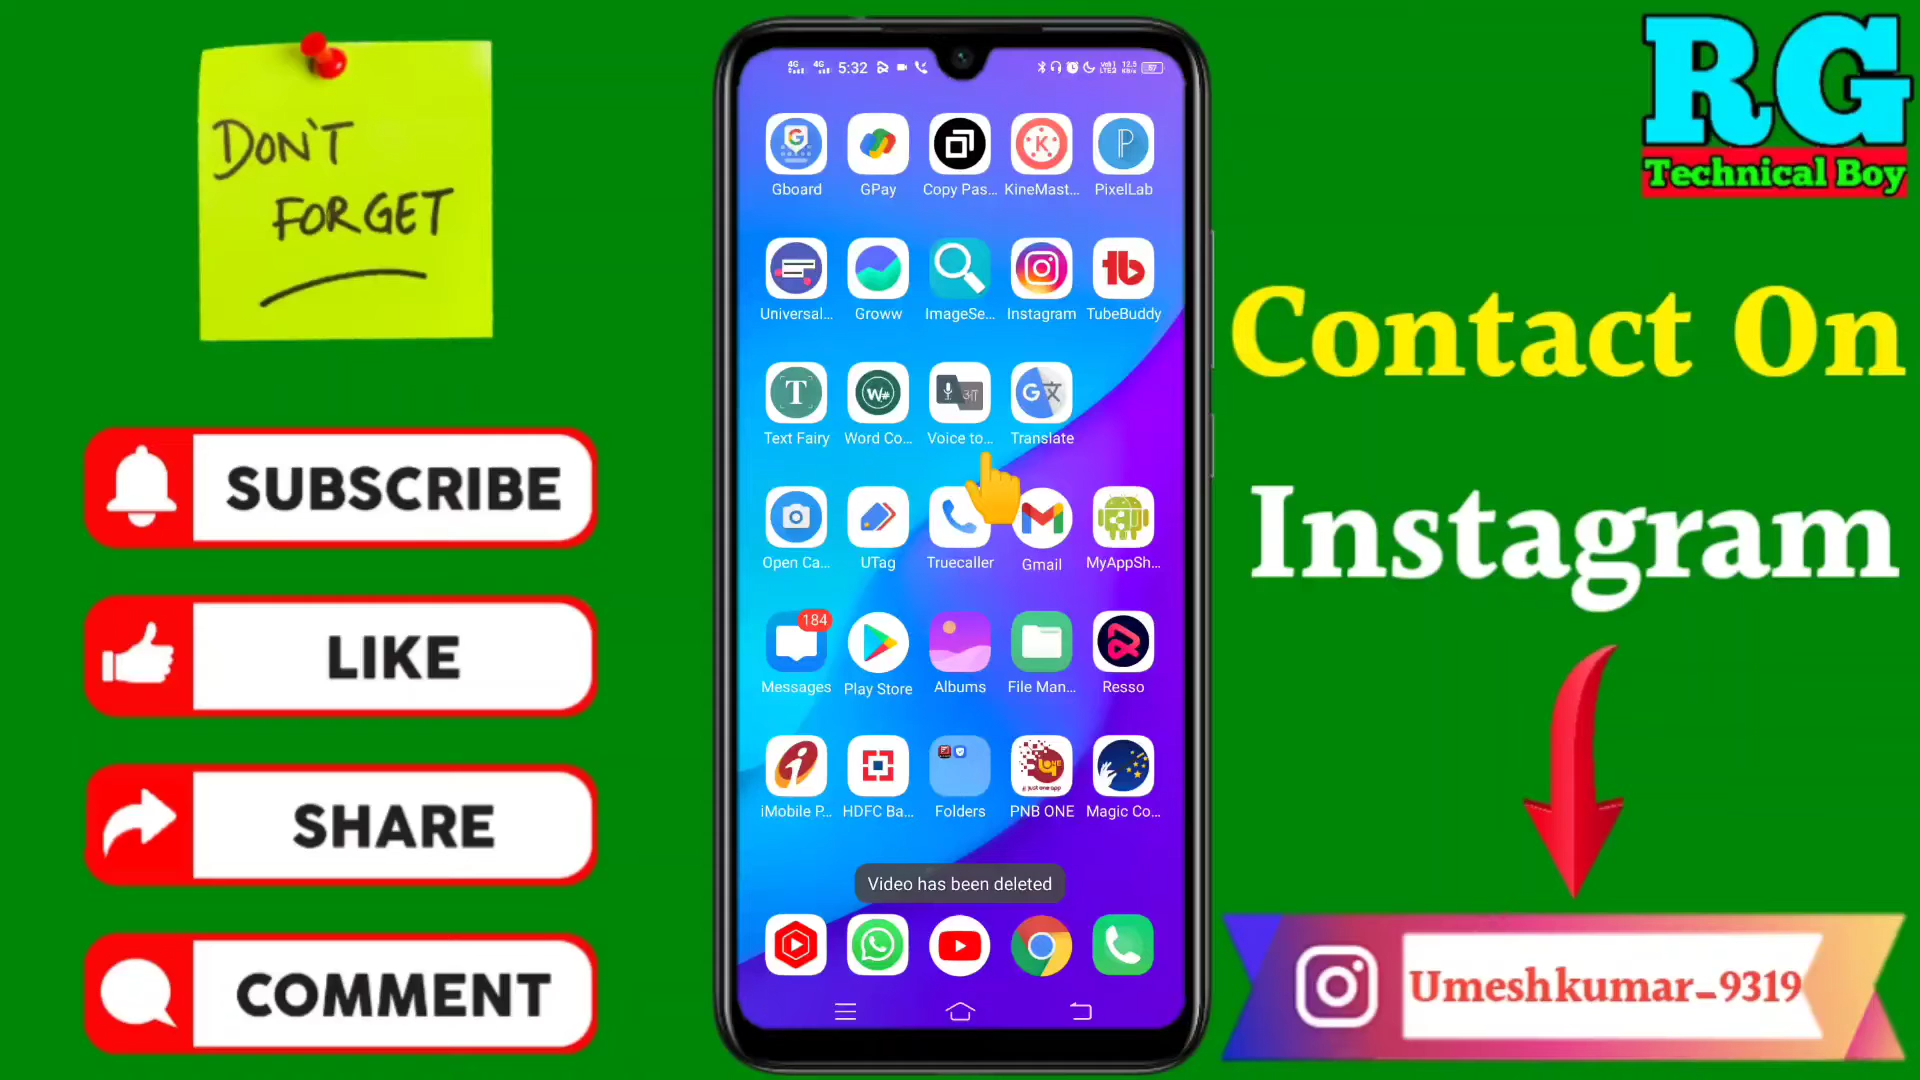 DON'T
FORGET
SUBSCRIBE
LIKE
SHARE
COMMENT
5:32
57
Gboard
GPay
Copy Pas...
KineMast...
PixelLab
Universal...
Groww
ImageSe...
Instagram
TubeBuddy
Text Fairy
Word Co...
Voice to...
Translate
Open Ca...
UTag
Truecaller
Gmail
MyAppSh...
184
Messages
Play Store
Albums
File Man...
Resso
iMobile P...
HDFC Ba...
Folders
PNB ONE
Magic Co...
Video has been deleted
RG
Technical Boy
Contact On
Instagram
Umeshkumar-9319